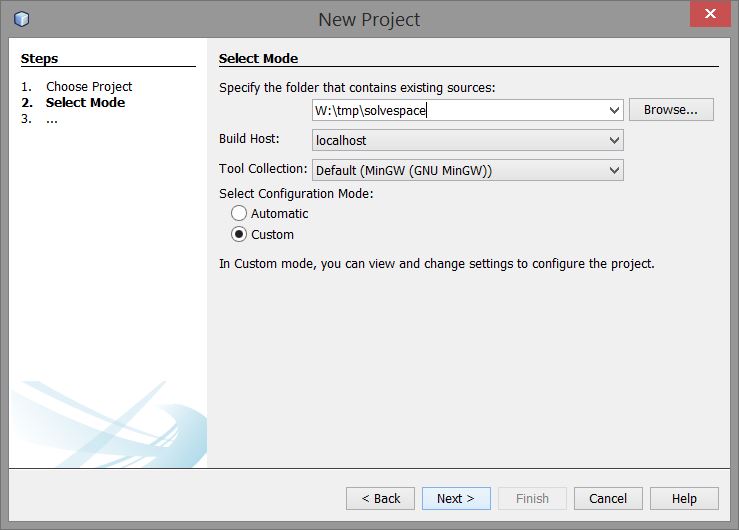 New Project
Steps
1. Choose Project
2. Select Mode
3. ...
Select Mode
Specify the folder that contains existing sources:
W:\tmp\solvespace Browse...
Build Host: localhost
Tool Collection: Default (MinGW (GNU MinGW))
Select Configuration Mode:
Automatic
Custom
In Custom mode, you can view and change settings to configure the project.
< Back Next > Finish Cancel Help